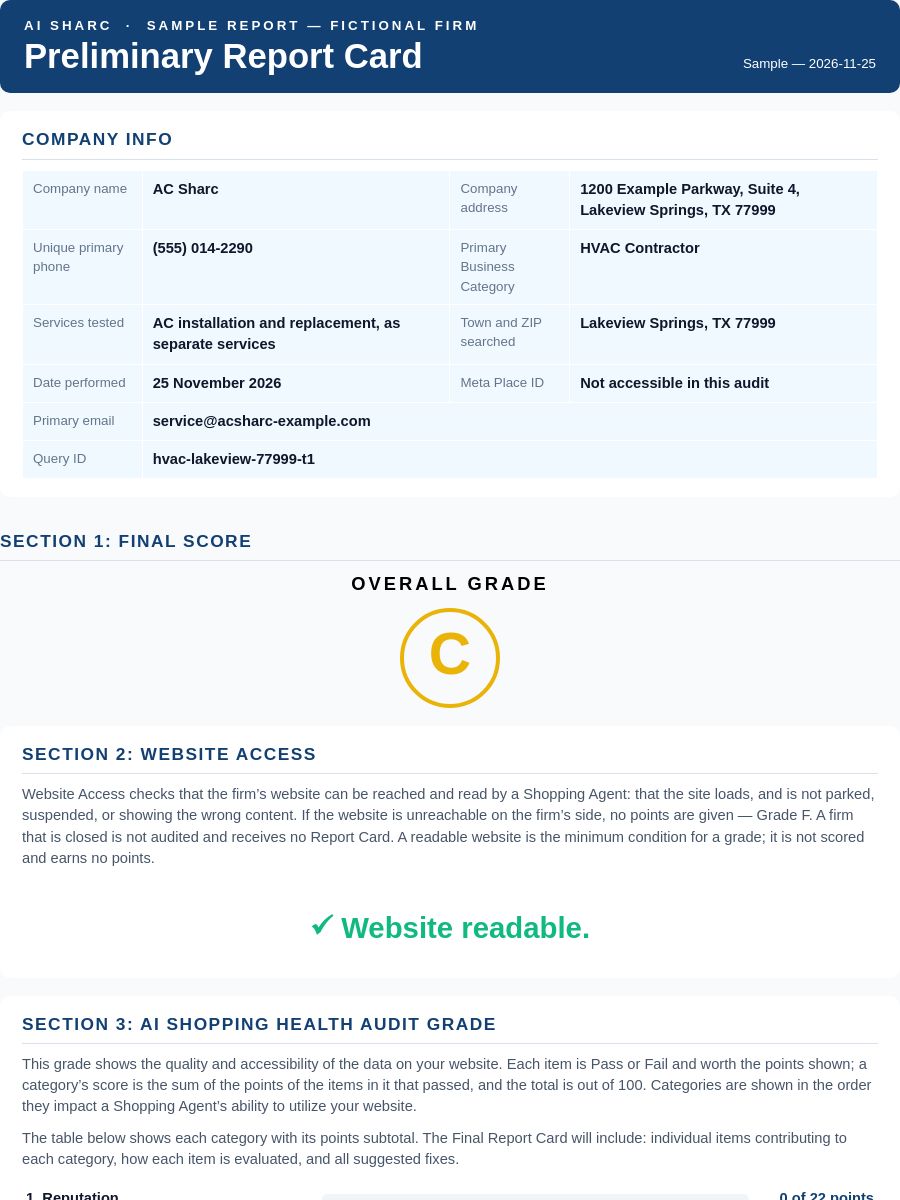 AI SHARC · SAMPLE REPORT — FICTIONAL FIRM
Preliminary Report Card
Sample — 2026-11-25
COMPANY INFO
Company name
AC Sharc
Company
address
1200 Example Parkway, Suite 4,
Lakeview Springs, TX 77999
Unique primary
phone
(555) 014-2290
Primary
Business
Category
HVAC Contractor
Services tested
AC installation and replacement, as
separate services
Town and ZIP
searched
Lakeview Springs, TX 77999
Date performed
25 November 2026
Meta Place ID
Not accessible in this audit
Primary email
service@acsharc-example.com
Query ID
hvac-lakeview-77999-t1
SECTION 1: FINAL SCORE
OVERALL GRADE
C
SECTION 2: WEBSITE ACCESS
Website Access checks that the firm’s website can be reached and read by a Shopping Agent: that the site loads, and is not parked,
suspended, or showing the wrong content. If the website is unreachable on the firm’s side, no points are given — Grade F. A firm
that is closed is not audited and receives no Report Card. A readable website is the minimum condition for a grade; it is not scored
and earns no points.
✓ Website readable.
SECTION 3: AI SHOPPING HEALTH AUDIT GRADE
This grade shows the quality and accessibility of the data on your website. Each item is Pass or Fail and worth the points shown; a
category’s score is the sum of the points of the items in it that passed, and the total is out of 100. Categories are shown in the order
they impact a Shopping Agent’s ability to utilize your website.
The table below shows each category with its points subtotal. The Final Report Card will include: individual items contributing to
each category, how each item is evaluated, and all suggested fixes.
1. Reputation
0 of 22 points